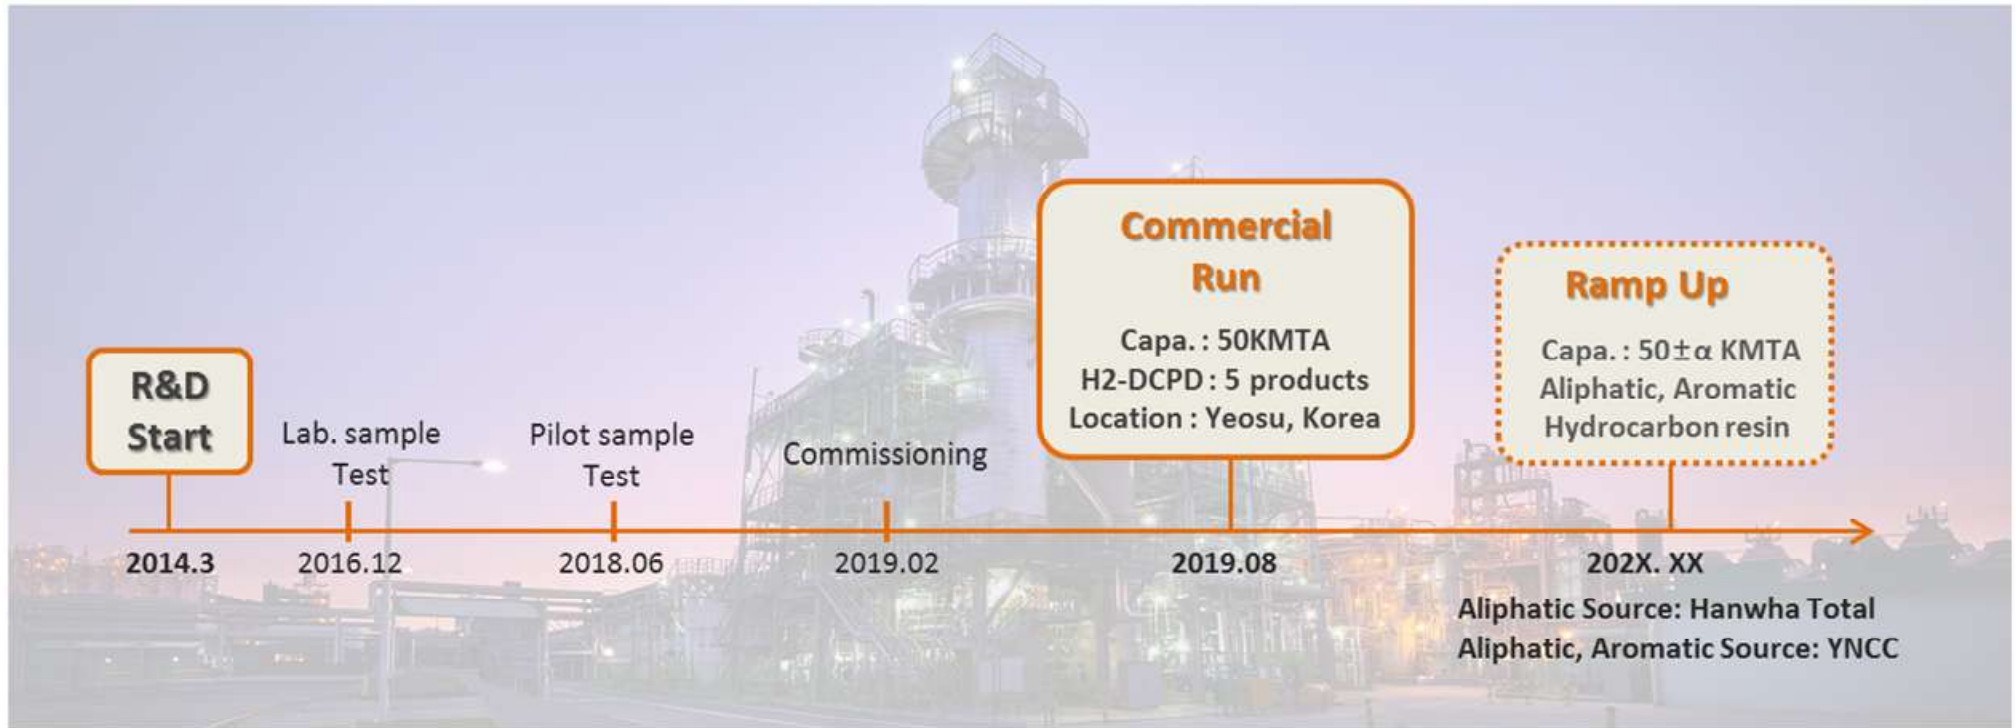 R&D
Start
2014.3
Lab. sample
Test
2016.12
Pilot sample
Test
2018.06
Commissioning
2019.02
Commercial
Run
Capa. : 50KMTA
H2-DCPD : 5 products
Location : Yeosu, Korea
2019.08
Ramp Up
Capa. : 50±α KMTA
Aliphatic, Aromatic
Hydrocarbon resin
202X. XX
Aliphatic Source: Hanwha Total
Aliphatic, Aromatic Source: YNCC